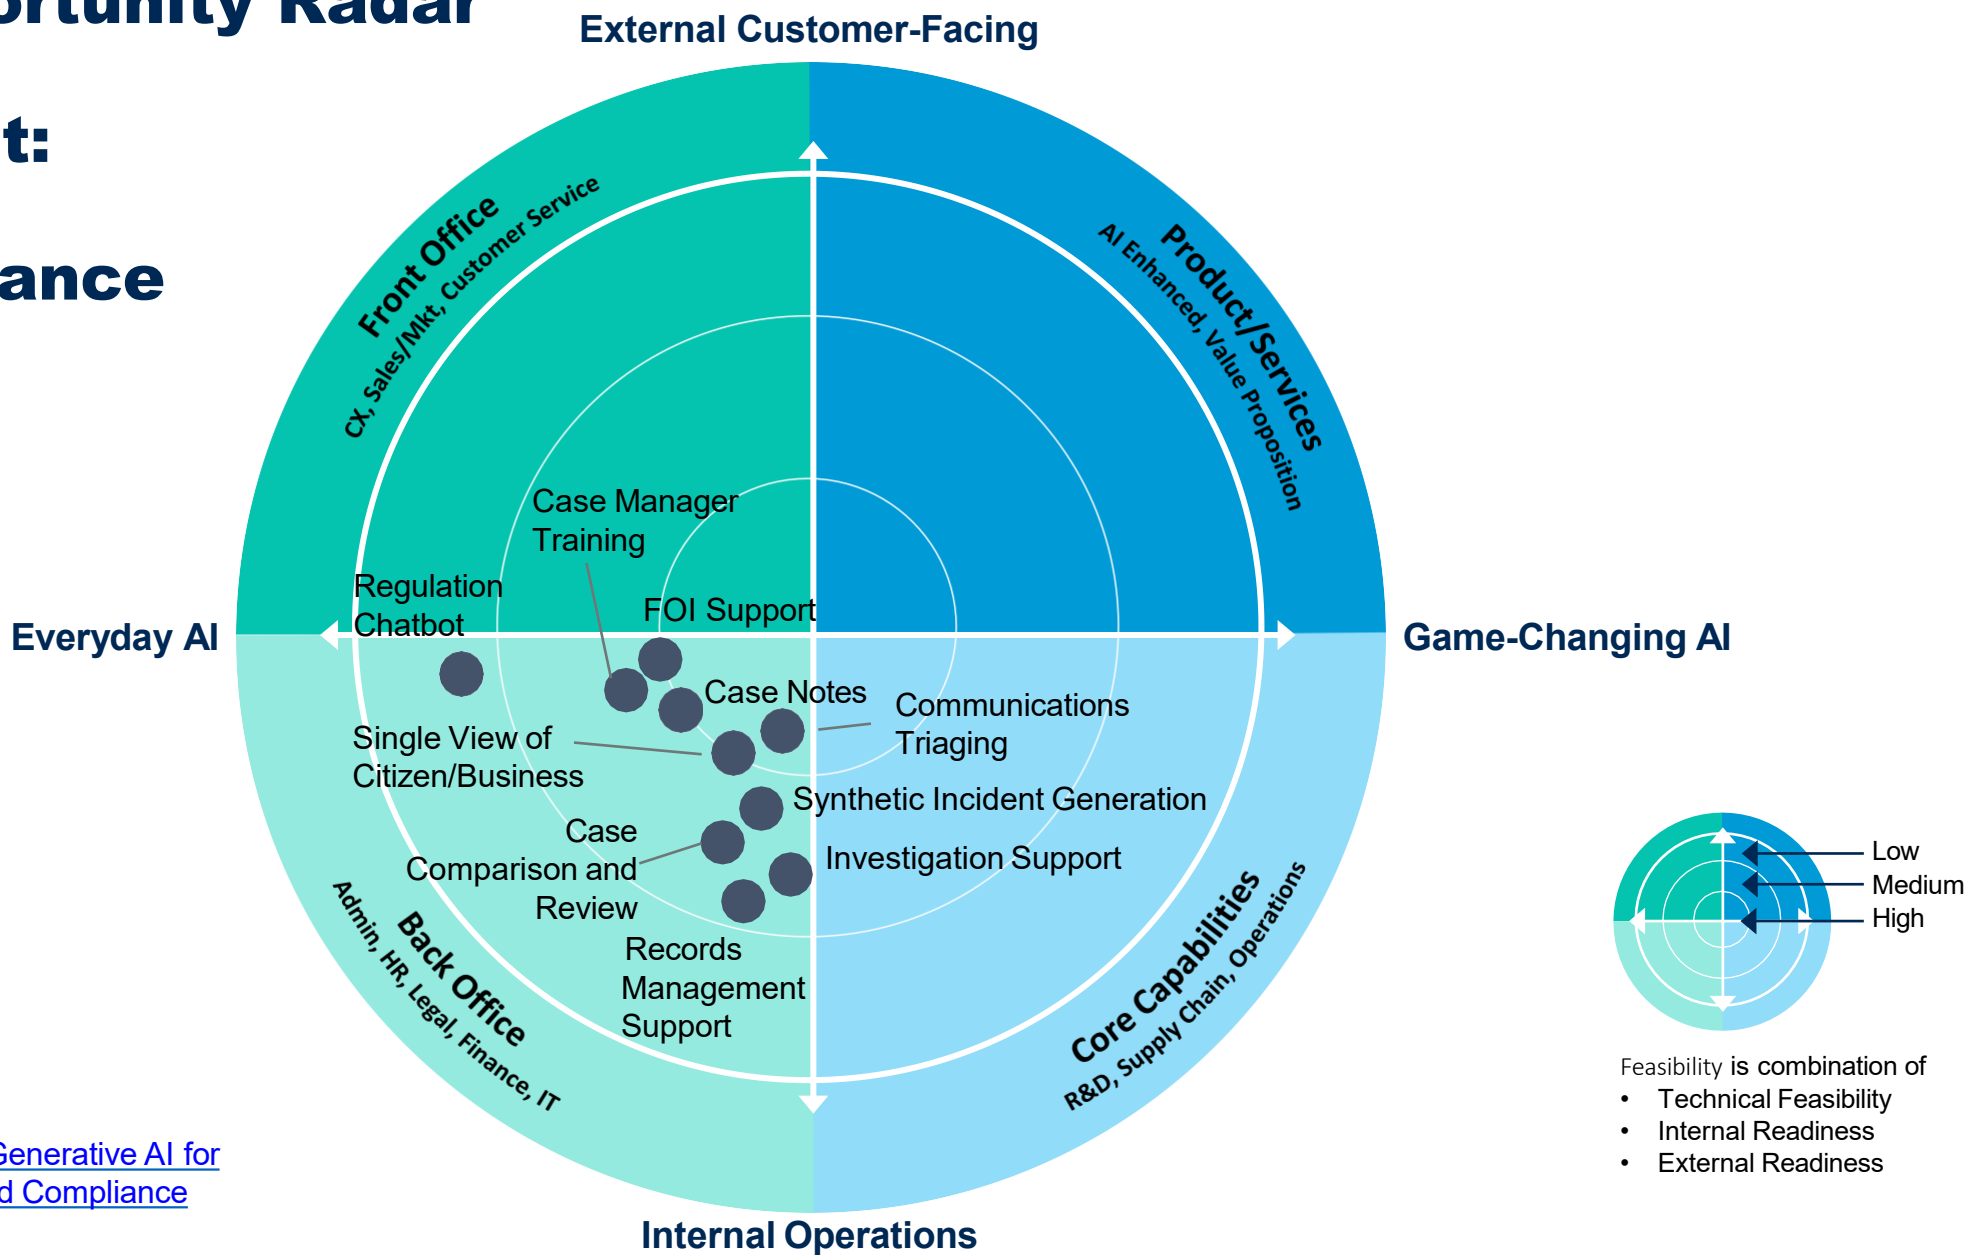 ortunity Radar
t:
ance
External Customer-Facing
Front Office
CX, Sales/Mkt, Customer Service
Product/Services
AI Enhanced, Value Proposition
Case Manager
Training
Regulation
Chatbot
FOI Support
Everyday AI
Game-Changing AI
Case Notes
Communications
Triaging
Single View of
Citizen/Business
Synthetic Incident Generation
Case
Comparison and
Review
Investigation Support
Records
Management
Support
Back Office
Admin, HR, Legal, Finance, IT
Core Capabilities
R&D, Supply Chain, Operations
Internal Operations
Low
Medium
High
Feasibility is combination of
• Technical Feasibility
• Internal Readiness
• External Readiness
Generative AI for
d Compliance